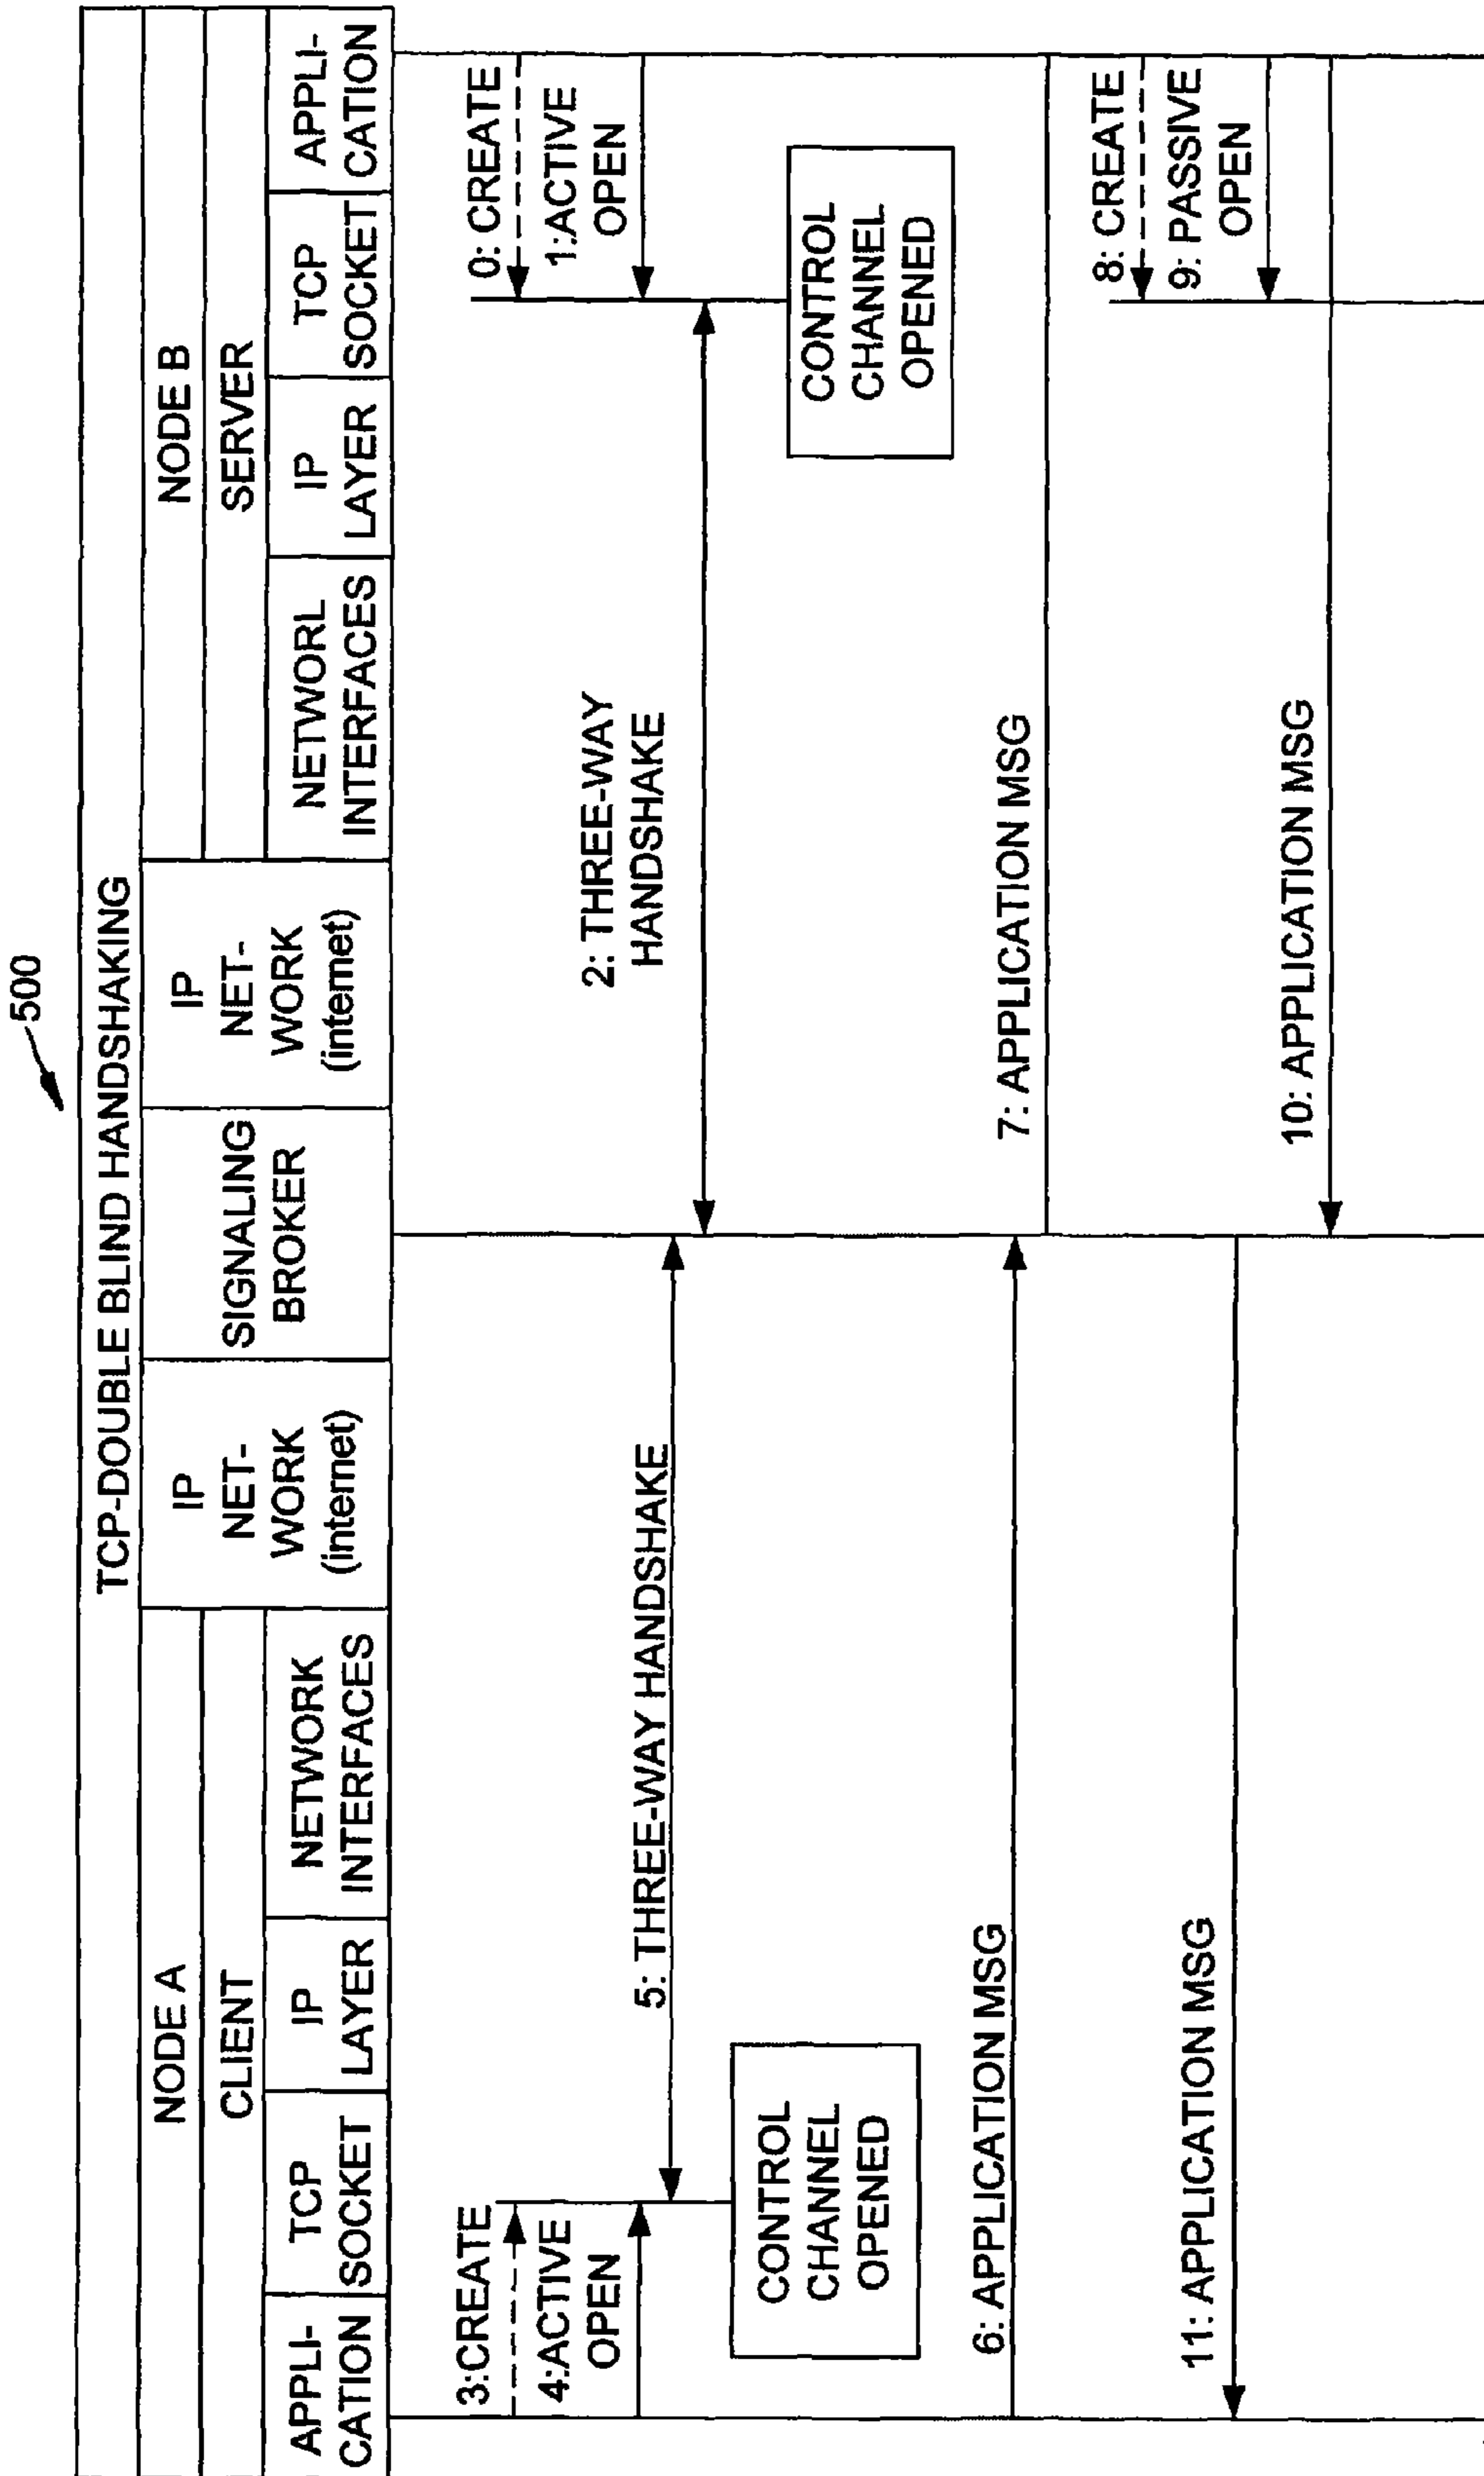 500
TCP-DOUBLE BLIND HANDSHAKING
NODE A
NODE B
CLIENT
SERVER
APPLI-
CATION
TCP
SOCKET
IP
LAYER
NETWORK
INTERFACES
IP
NET-
WORK
(internet)
SIGNALING
BROKER
IP
NET-
WORK
(internet)
NETWORL
INTERFACES
IP
LAYER
TCP
SOCKET
APPLI-
CATION
0: CREATE
1:ACTIVE
OPEN
2: THREE-WAY
HANDSHAKE
CONTROL
CHANNEL
OPENED
3:CREATE
4:ACTIVE
OPEN
5: THREE-WAY HANDSHAKE
CONTROL
CHANNEL
OPENED
6: APPLICATION MSG
7: APPLICATION MSG
8: CREATE
9: PASSIVE
OPEN
10: APPLICATION MSG
11: APPLICATION MSG